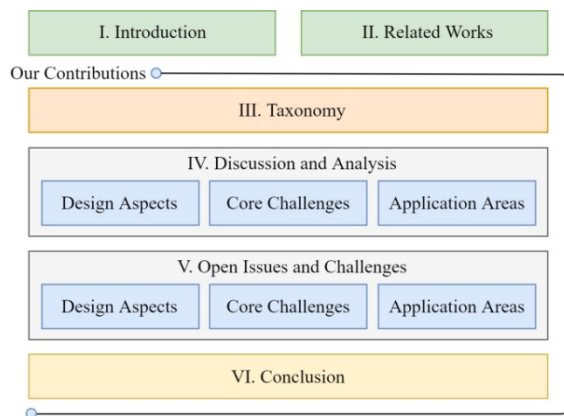 I. Introduction
II. Related Works
Our Contributions
III. Taxonomy
IV. Discussion and Analysis
Design Aspects
Core Challenges
Application Areas
V. Open Issues and Challenges
Design Aspects
Core Challenges
Application Areas
VI. Conclusion